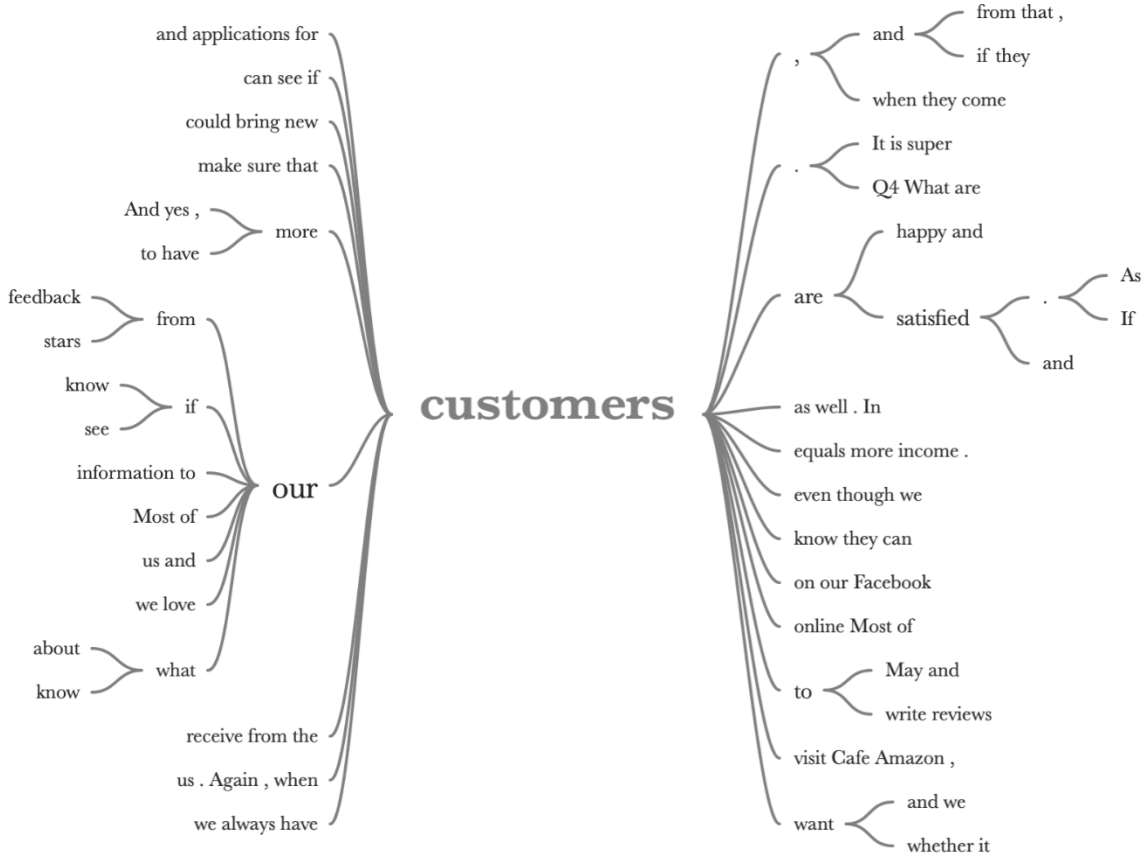 and applications for
can see if
could bring new
make sure that
And yes ,
to have
more
feedback
stars
from
know
see
if
information to
Most of
us and
we love
about
know
what
our
receive from the
us . Again , when
we always have
customers
,
and
from that ,
if they
when they come
.
It is super
Q4 What are
are
happy and
satisfied
.
As
If
and
as well . In
equals more income .
even though we
know they can
on our Facebook
online Most of
to
May and
write reviews
visit Cafe Amazon ,
want
and we
whether it